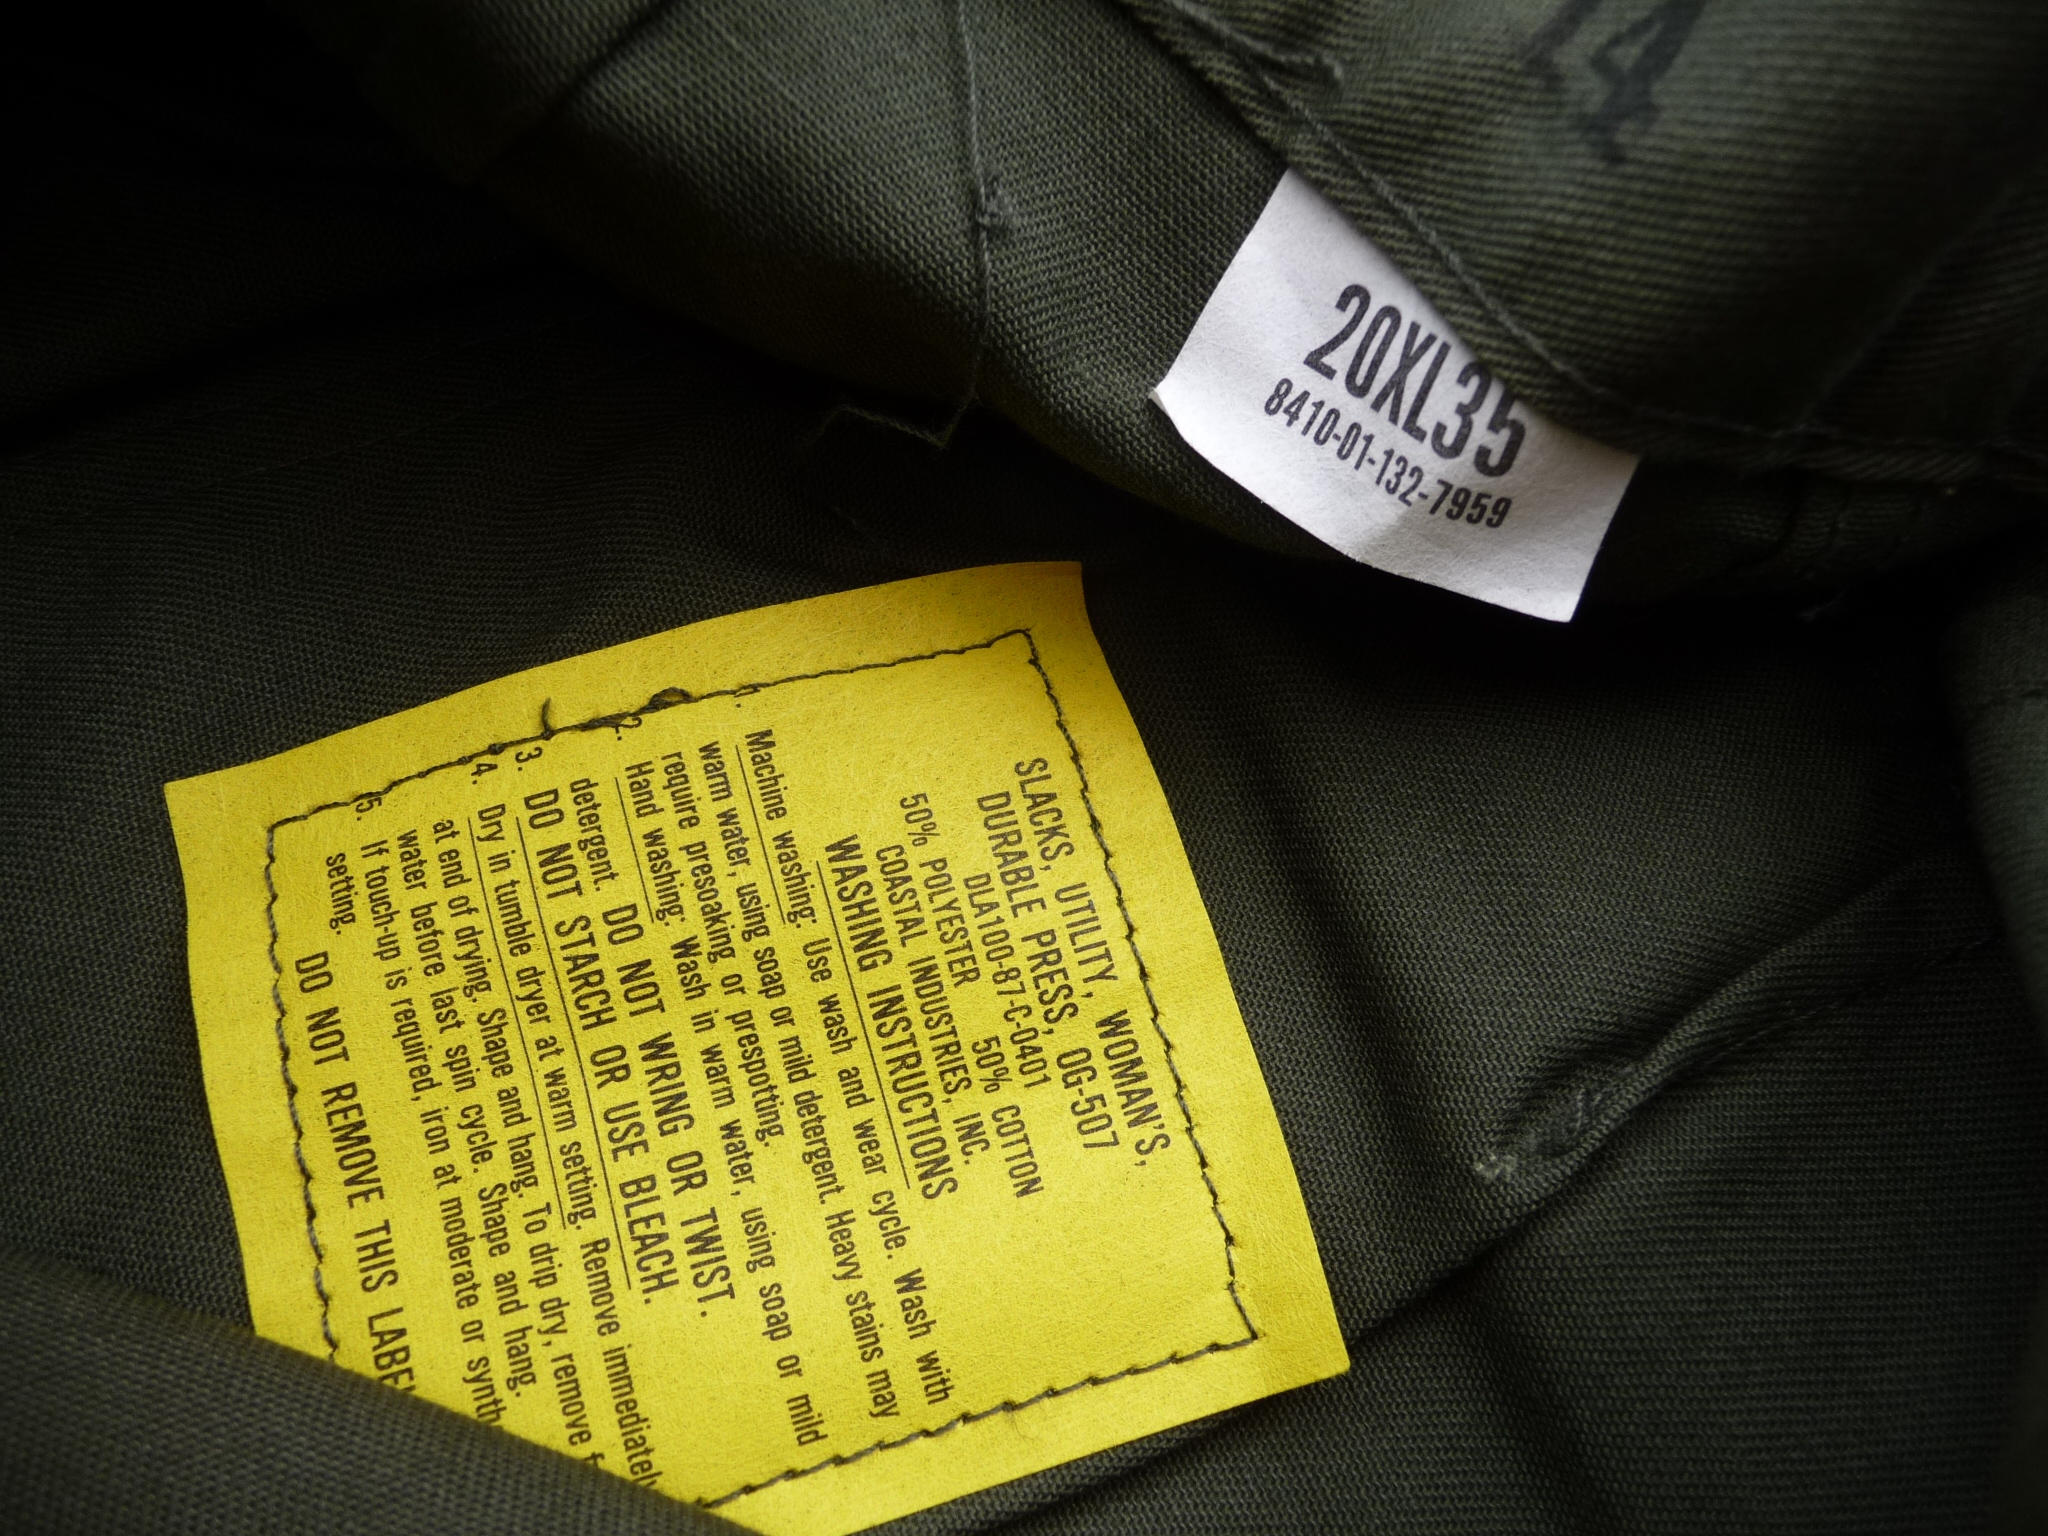 14
20XL35
8410-01-132-7959
SLACKS, UTILITY, WOMAN'S,
DURABLE PRESS, OG-507
DLA100-87-C-0401
50% POLYESTER 50% COTTON
COASTAL INDUSTRIES, INC.
WASHING INSTRUCTIONS
1. Machine washing: Use wash and wear cycle. Wash with
warm water, using soap or mild detergent. Heavy stains may
require presoaking or prespotting.
2. Hand washing: Wash in warm water, using soap or mild
detergent. DO NOT WRING OR TWIST.
3. DO NOT STARCH OR USE BLEACH.
4. Dry in tumble dryer at warm setting. Remove immediately
at end of drying. Shape and hang. To drip dry, remove
water before last spin cycle. Shape and hang.
5. If touch-up is required, iron at moderate or synth
setting.
DO NOT REMOVE THIS LABEL